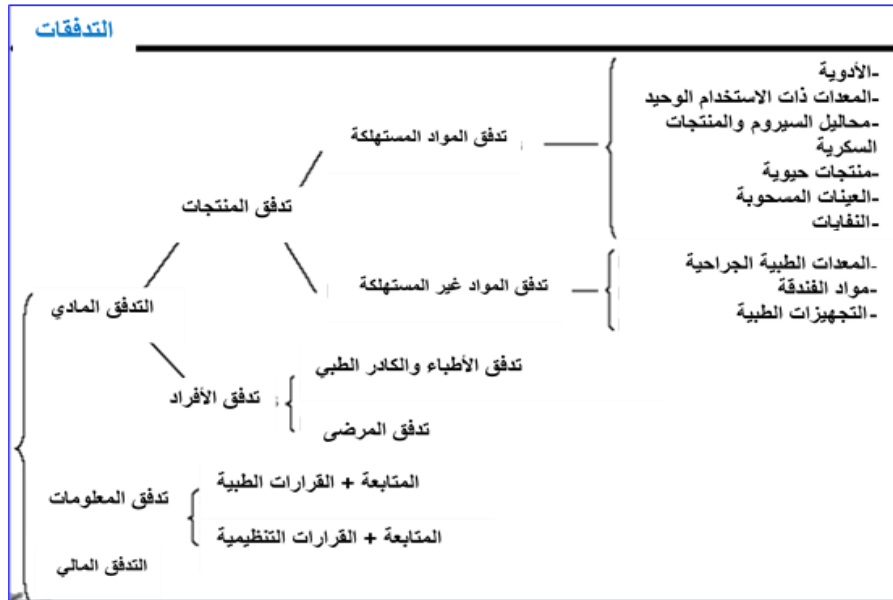 التدفقات
-الأدوية
-المعدات ذات الاستخدام الوحيد
-محاليل السيروم والمنتجات
السكرية
-منتجات حيوية
-العينات المسحوبة
-النفايات
تدفق المواد المستهلكة
تدفق المنتجات
-المعدات الطبية الجراحية
-مواد الفندقة
-التجهيزات الطبية
تدفق المواد غير المستهلكة
التدفق المادي
تدفق الأطباء والكادر الطبي
تدفق الأفراد
تدفق المرضى
المتابعة + القرارات الطبية
تدفق المعلومات
المتابعة + القرارات التنظيمية
التدفق المالي